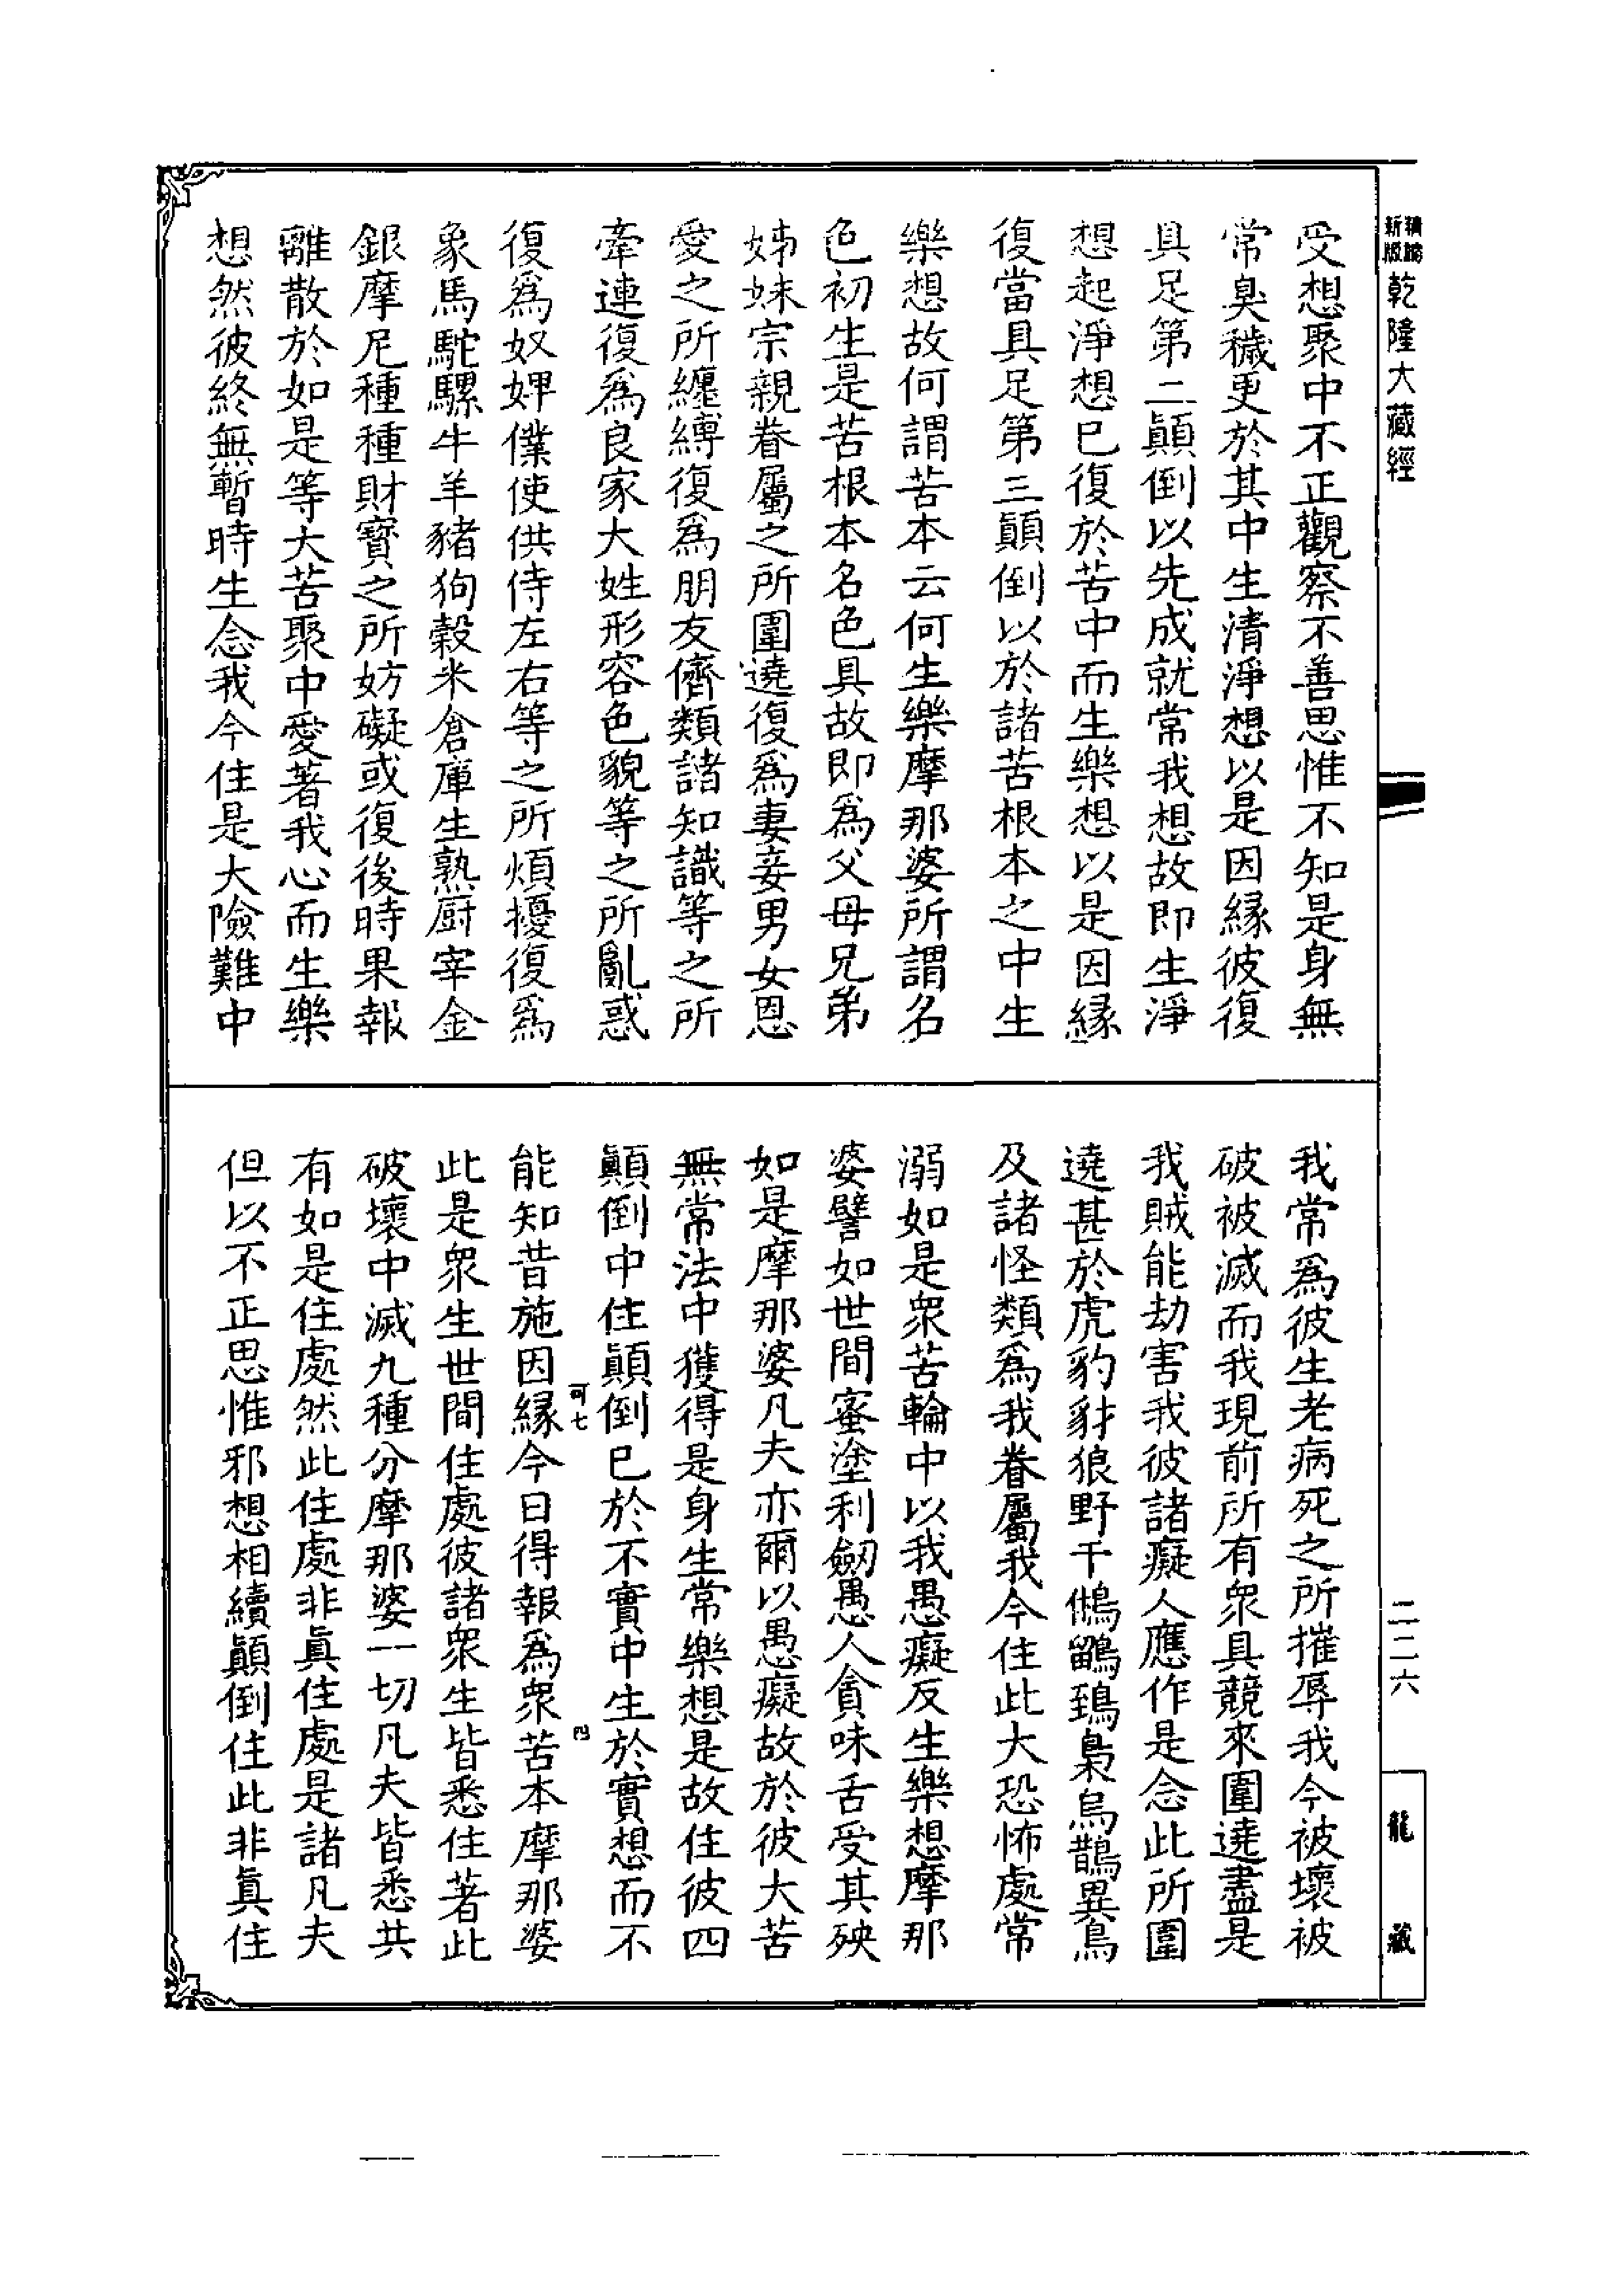 新版
精編
乾隆大藏經
二二六
龍藏
受想聚中不正觀察不善思惟不知是身無
常臭穢更於其中生清淨想以是因緣彼復
具足第二顛倒以先成就常我想故即生淨
想起淨想已復於苦中而生樂想以是因緣
復當具足第三顛倒以於諸苦根本之中生
樂想故何謂苦本云何生樂摩那婆所謂名
色初生是苦根本名色具故即爲父母兄弟
姊妹宗親眷屬之所圍遶復爲妻妾男女恩
愛之所纏縛復爲朋友儕類諸知識等之所
牽連復爲良家大姓形容色貌等之所亂惑
復爲奴婢僕使供侍左右等之所煩擾復爲
象馬駝騾牛羊豬狗穀米倉庫生熟厨宰金
銀摩尼種種財寶之所妨礙或復後時果報
離散於如是等大苦聚中愛著我心而生樂
想然彼終無暫時生念我今住是大險難中
我常爲彼生老病死之所摧辱我今被壞被
破被滅而我現前所有衆具競來圍遶盡是
我賊能劫害我彼諸癡人應作是念此所圍
遶甚於虎豹豺狼野干鵂鶹鵄梟烏鵲異鳥
及諸怪類爲我眷屬我今住此大恐怖處常
溺如是衆苦輪中以我愚癡反生樂想摩那
婆譬如世間蜜塗利劒愚人貪味舌受其殃
如是摩那婆凡夫亦爾以愚癡故於彼大苦
無常法中獲得是身生常樂想是故住彼四
顛倒中住顛倒已於不實中生於實想而不
可七
四
能知昔施因緣今日得報爲衆苦本摩那婆
此是衆生世間住處彼諸衆生皆悉住著此
破壞中滅九種分摩那婆一切凡夫皆悉共
有如是住處然此住處非眞住處是諸凡夫
但以不正思惟邪想相續顛倒住此非眞住